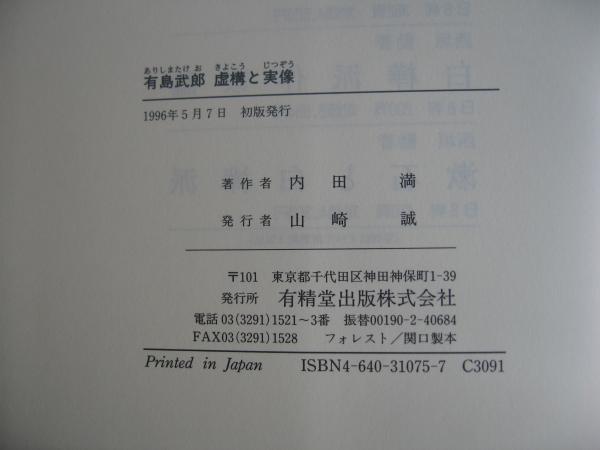 ありしまたけ お きよこう じつぞう
有島武郎 虚構と実像
1996年5月7日 初版発行
著作者 内田 満
発行者 山崎 誠
〒101 東京都千代田区神田神保町1-39
発行所 有精堂出版株式会社
電話03(3291)1521〜3番 振替00190-2-40684
FAX03(3291)1528 フォレスト/関口製本
Printed in Japan ISBN4-640-31075-7 C3091